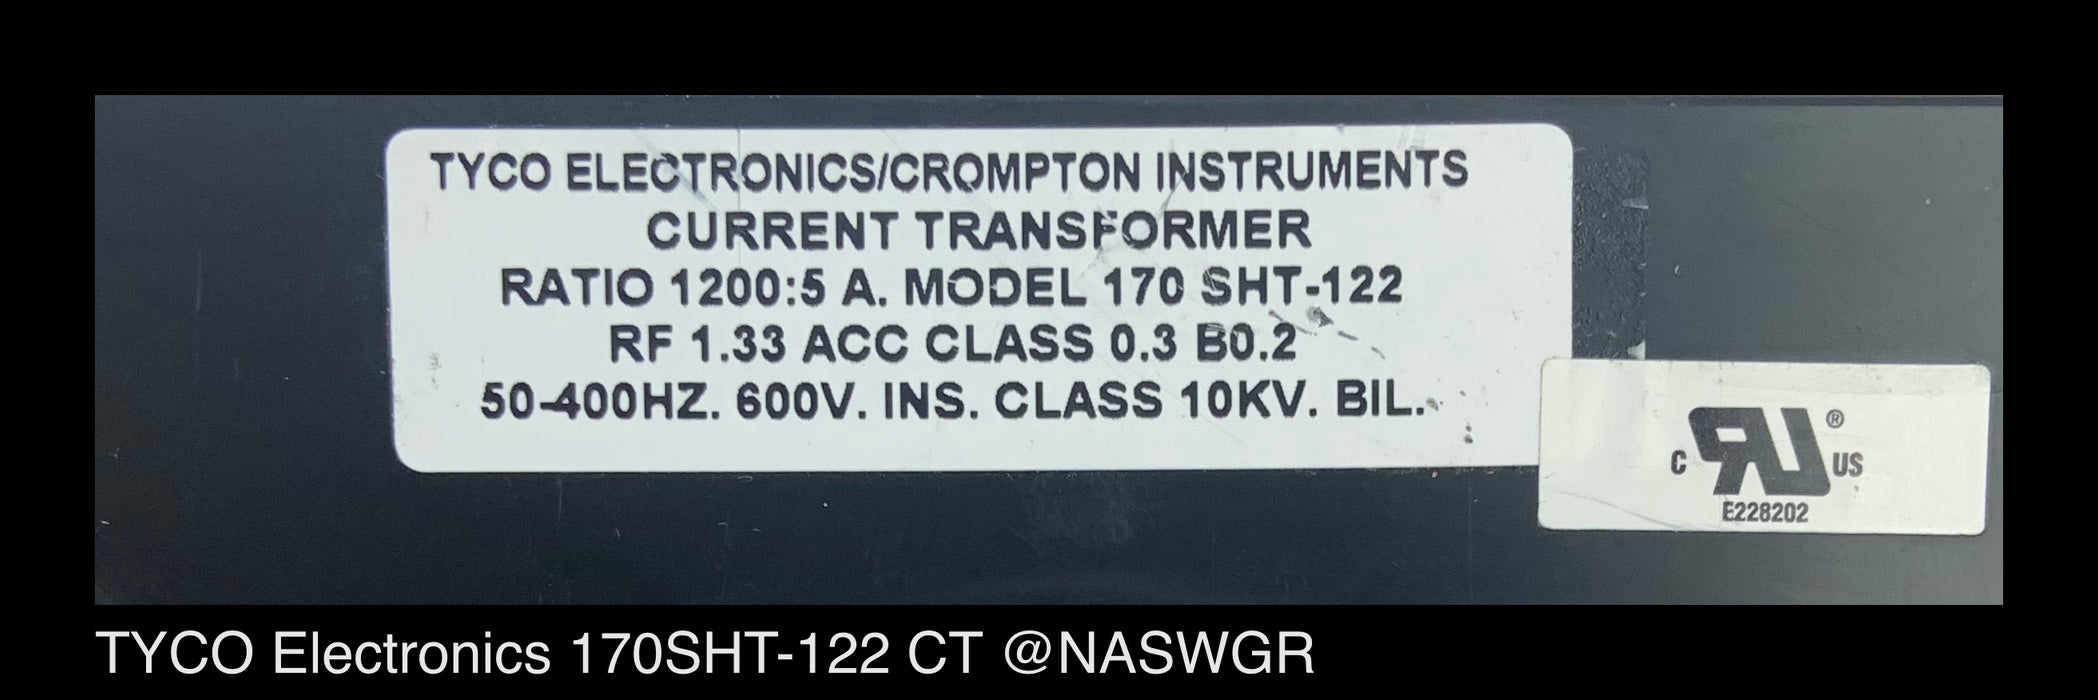 TYCO ELECTRONICS/CROMPTON INSTRUMENTS
CURRENT TRANSFORMER
RATIO 1200:5 A. MODEL 170 SHT-122
RF 1.33 ACC CLASS 0.3 B0.2
50-400HZ. 600V. INS. CLASS 10KV. BIL.
C RU® US
E228202
TYCO Electronics 170SHT-122 CT @NASWGR